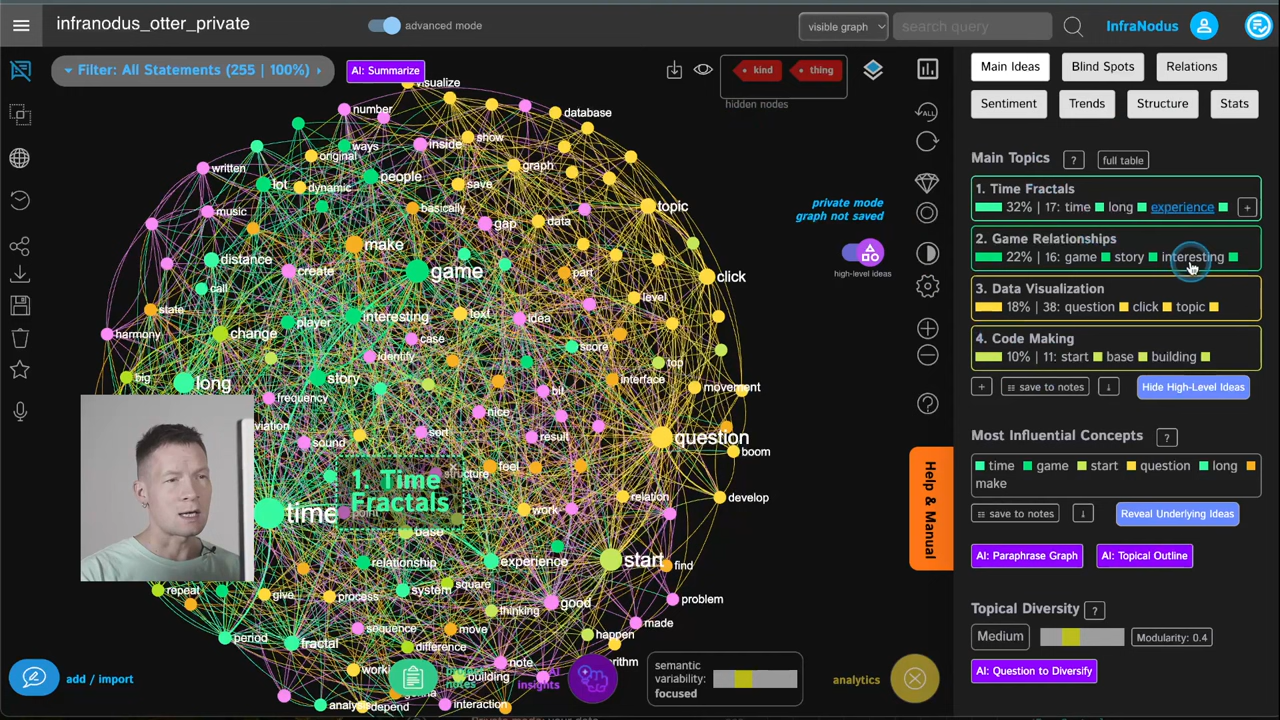 infranodus_otter_private
advanced mode
visible graph
search query
InfraNodus
Filter: All Statements (255 | 100%)
AI: Summarize
kind
thing
hidden nodes
private mode
graph not saved
high-level ideas
visualize
number
database
show
inside
ways
original
written
graph
people
lot
dynamic
save
topic
music
basically
gap
data
make
distance
game
create
part
click
call
level
state
player
text
idea
harmony
change
interesting
case
score
identify
top
big
story
interface
long
bit
movement
frequency
nice
sound
sen
result
question
boom
feel
1. Time
Fractals
time
relation
develop
work
base
relationship
experience
start
find
repeat
give
process
system
square
good
thinking
problem
period
fractal
sequence
move
made
difference
happen
note
building
analysis
depend
interaction
add / import
insights
semantic
variability:
focused
analytics
Help & Manual
Main Ideas
Blind Spots
Relations
Sentiment
Trends
Structure
Stats
Main Topics
?
full table
1. Time Fractals
32% | 17: time long experience +
2. Game Relationships
22% | 16: game story interesting
3. Data Visualization
18% | 38: question click topic
4. Code Making
10% | 11: start base building
+
save to notes
↓
Hide High-Level Ideas
Most Influential Concepts
?
time game start question long
make
save to notes
↓
Reveal Underlying Ideas
AI: Paraphrase Graph
AI: Topical Outline
Topical Diversity
?
Medium
Modularity: 0.4
AI: Question to Diversify